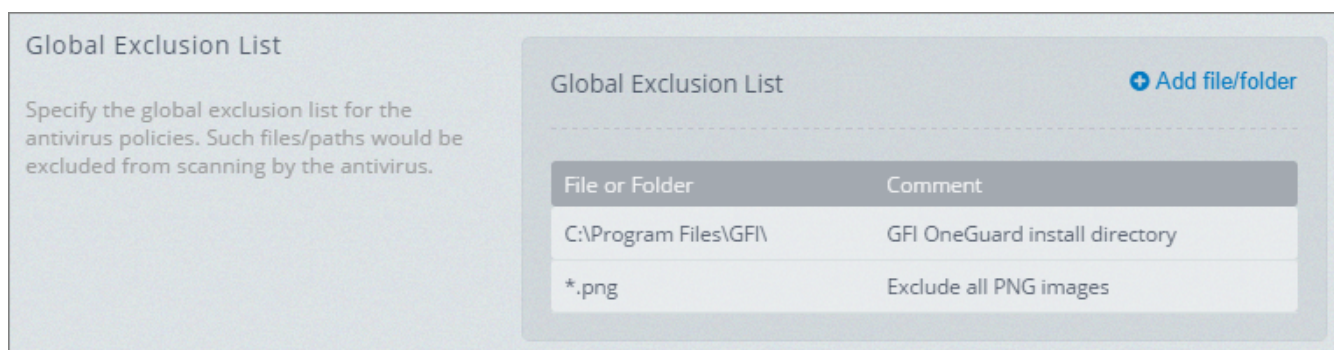 Global Exclusion List
Specify the global exclusion list for the
antivirus policies. Such files/paths would be
excluded from scanning by the antivirus.
Global Exclusion List
Add file/folder
File or Folder Comment
C:\Program Files\GFI\ GFI OneGuard install directory
*.png Exclude all PNG images